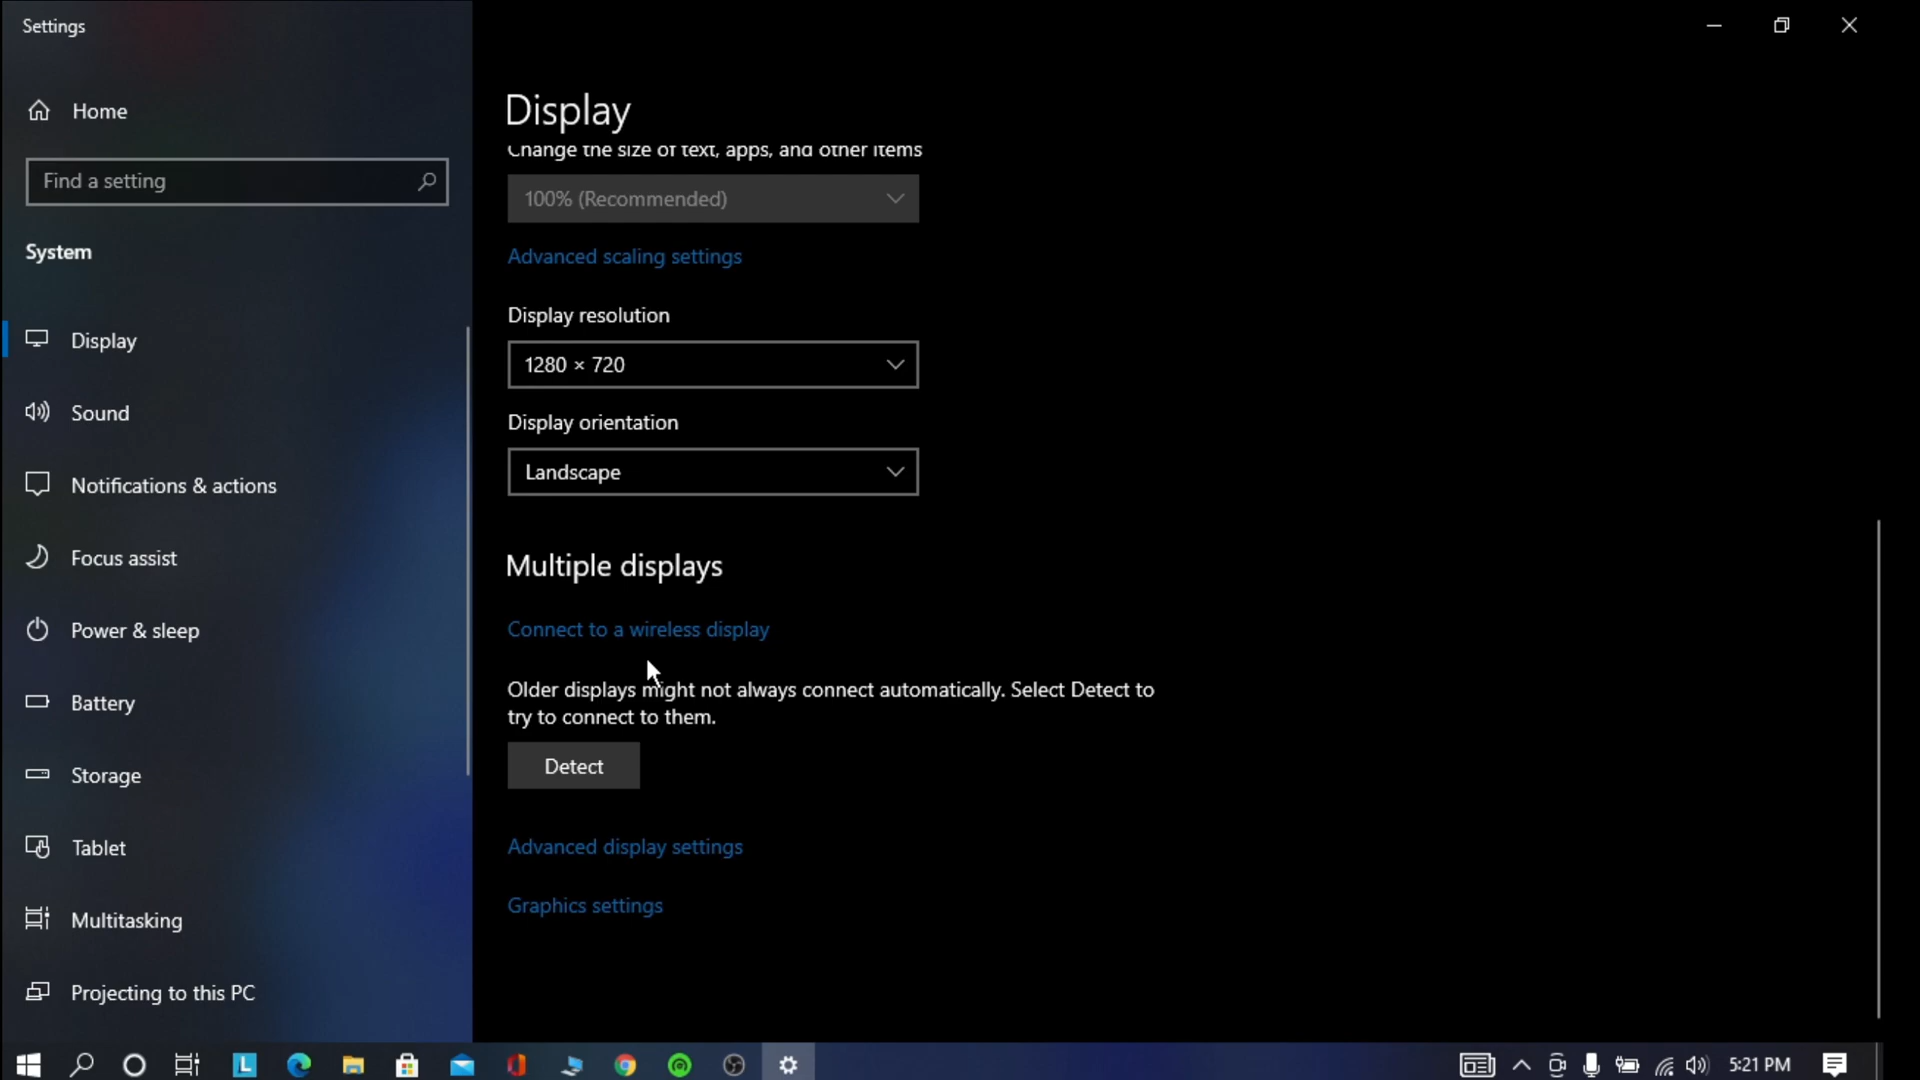 Settings
Home
Find a setting
System
Display
Sound
Notifications & actions
Focus assist
Power & sleep
Battery
Storage
Tablet
Multitasking
Projecting to this PC
Display
Change the size of text, apps, and other items
100% (Recommended)
Advanced scaling settings
Display resolution
1280 × 720
Display orientation
Landscape
Multiple displays
Connect to a wireless display
Older displays might not always connect automatically. Select Detect to
try to connect to them.
Detect
Advanced display settings
Graphics settings
L
5:21 PM